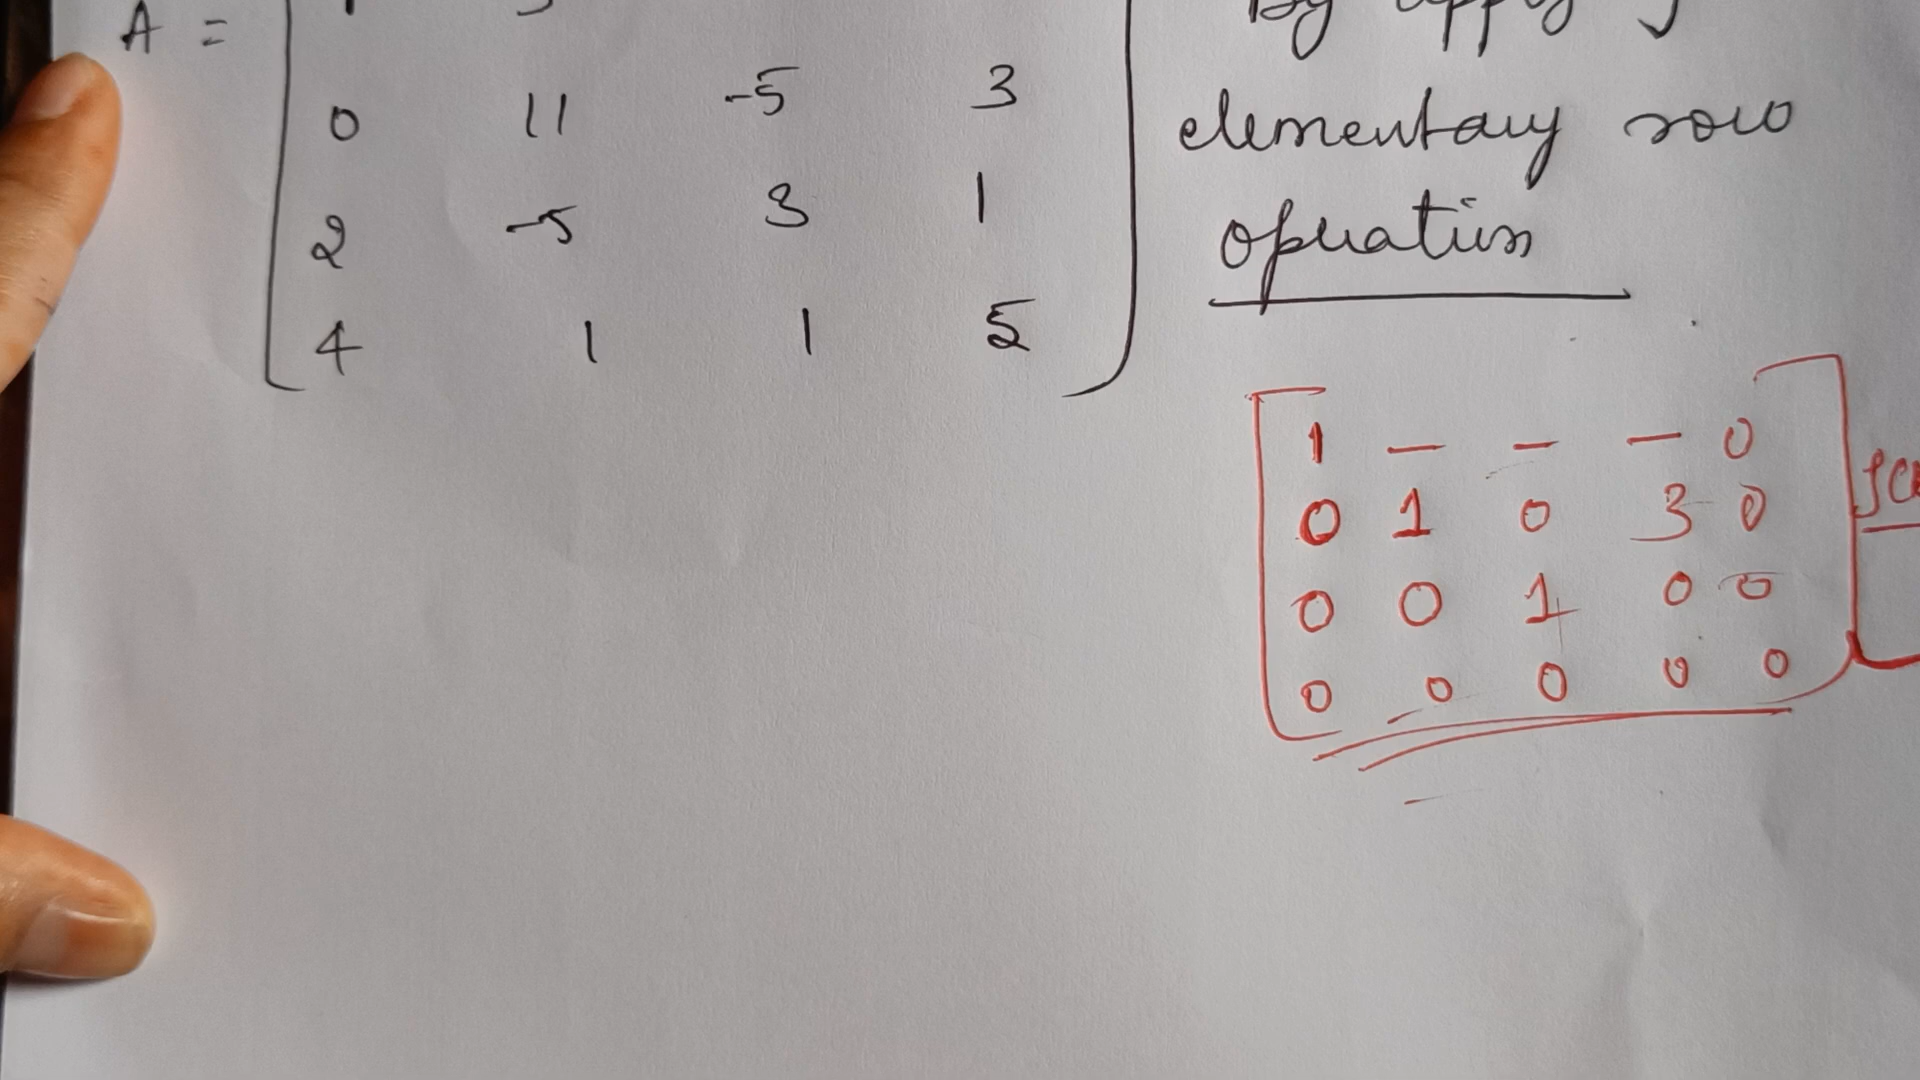 A =
0 11 -5 3
2 -5 3 1
4 1 1 5
By
elementary row
operation
1 — — — 0
0 1 0 3 0
0 0 1 0 0
0 0 0 0 0